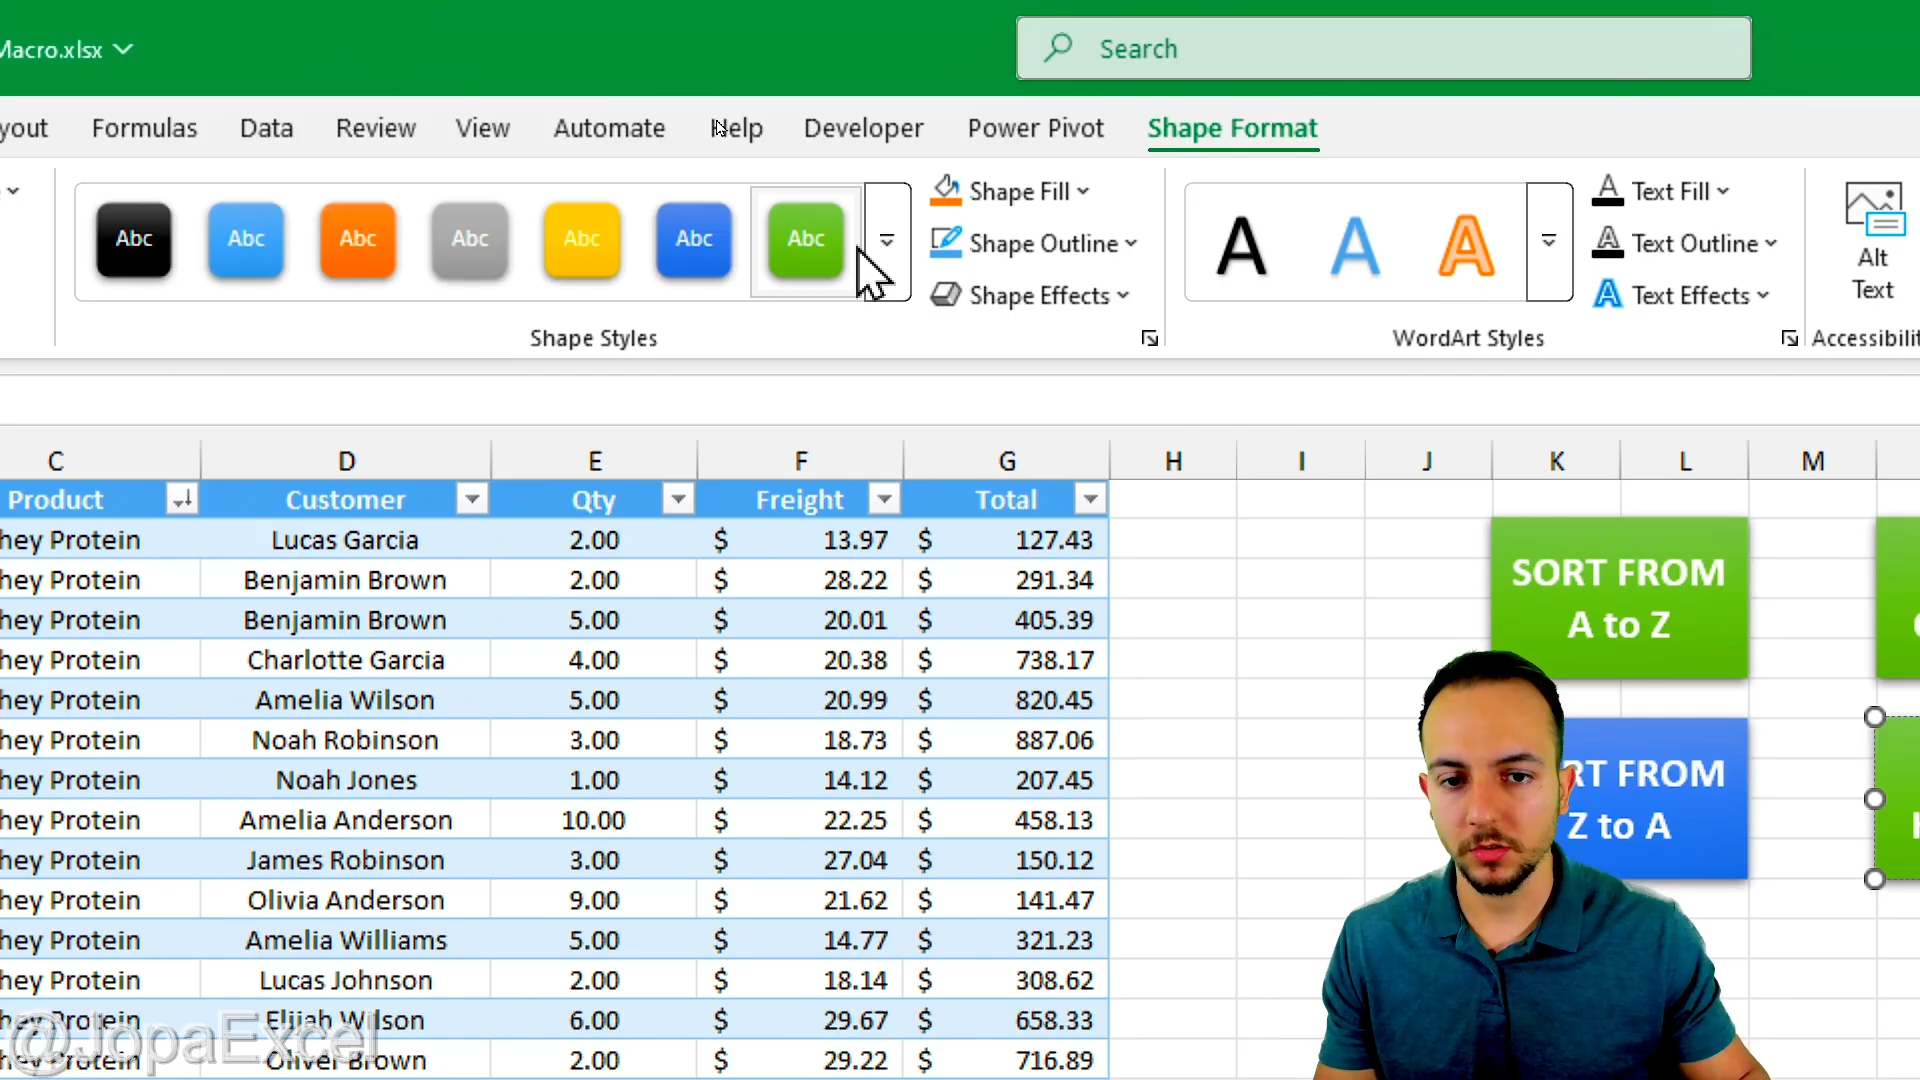 Macro.xlsx
Search
yout Formulas Data Review View Automate Help Developer Power Pivot Shape Format
Abc Abc Abc Abc Abc Abc Abc
Shape Fill
Shape Outline
Shape Effects
A A A
Text Fill
Text Outline
Text Effects
Alt
Text
Shape Styles
WordArt Styles
Accessibilit
C D E F G H I J K L M
Product Customer Qty Freight Total
hey Protein Lucas Garcia 2.00 $ 13.97 $ 127.43
hey Protein Benjamin Brown 2.00 $ 28.22 $ 291.34
hey Protein Benjamin Brown 5.00 $ 20.01 $ 405.39
hey Protein Charlotte Garcia 4.00 $ 20.38 $ 738.17
hey Protein Amelia Wilson 5.00 $ 20.99 $ 820.45
hey Protein Noah Robinson 3.00 $ 18.73 $ 887.06
hey Protein Noah Jones 1.00 $ 14.12 $ 207.45
hey Protein Amelia Anderson 10.00 $ 22.25 $ 458.13
hey Protein James Robinson 3.00 $ 27.04 $ 150.12
hey Protein Olivia Anderson 9.00 $ 21.62 $ 141.47
hey Protein Amelia Williams 5.00 $ 14.77 $ 321.23
hey Protein Lucas Johnson 2.00 $ 18.14 $ 308.62
hey Protein Elijah Wilson 6.00 $ 29.67 $ 658.33
hey Protein Oliver Brown 2.00 $ 29.22 $ 716.89
SORT FROM
A to Z
RT FROM
Z to A
@JopaExcel